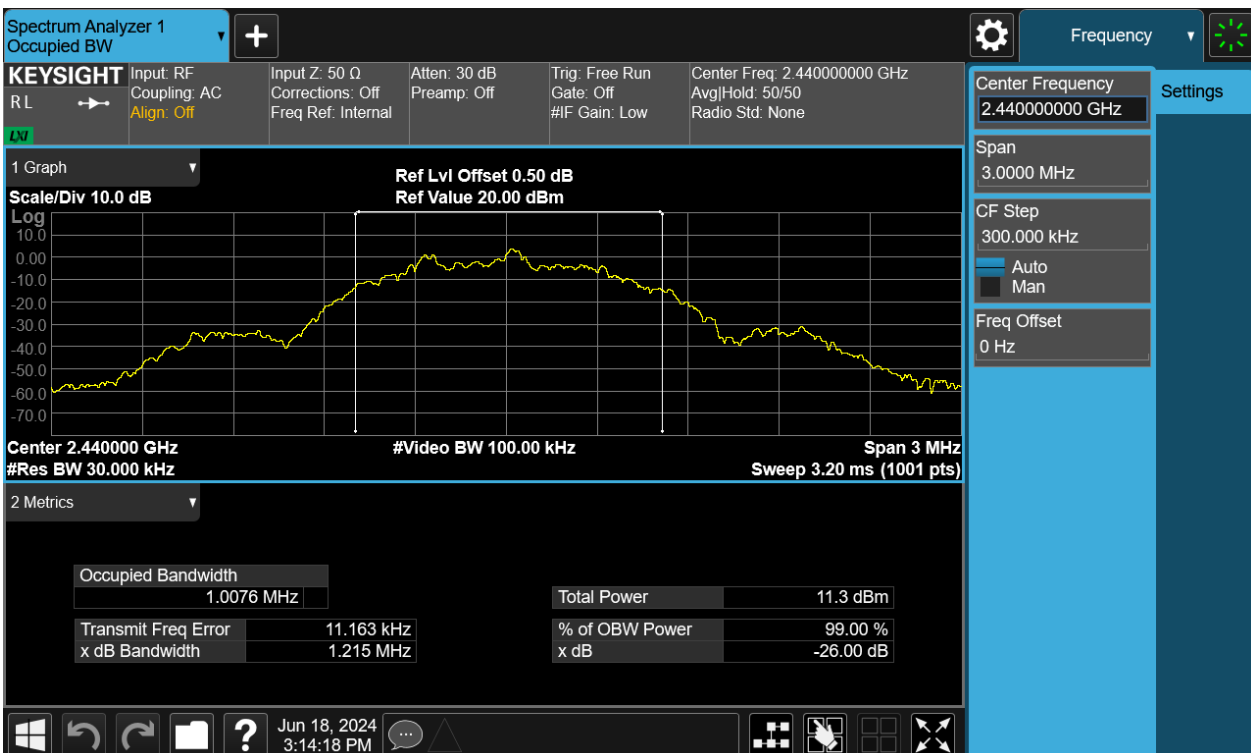 Spectrum Analyzer 1
Occupied BW
+
Frequency
KEYSIGHT
R L
LXI
Input: RF
Coupling: AC
Align: Off
Input Z: 50 Ω
Corrections: Off
Freq Ref: Internal
Atten: 30 dB
Preamp: Off
Trig: Free Run
Gate: Off
#IF Gain: Low
Center Freq: 2.440000000 GHz
Avg|Hold: 50/50
Radio Std: None
Center Frequency
2.440000000 GHz
Settings
Span
3.0000 MHz
CF Step
300.000 kHz
Auto
Man
Freq Offset
0 Hz
1 Graph
Ref Lvl Offset 0.50 dB
Scale/Div 10.0 dB
Ref Value 20.00 dBm
Log
10.0
0.00
-10.0
-20.0
-30.0
-40.0
-50.0
-60.0
-70.0
Center 2.440000 GHz
#Video BW 100.00 kHz
Span 3 MHz
#Res BW 30.000 kHz
Sweep 3.20 ms (1001 pts)
2 Metrics
Occupied Bandwidth
1.0076 MHz
Total Power 11.3 dBm
Transmit Freq Error 11.163 kHz
% of OBW Power 99.00 %
x dB Bandwidth 1.215 MHz
x dB -26.00 dB
?
Jun 18, 2024
3:14:18 PM